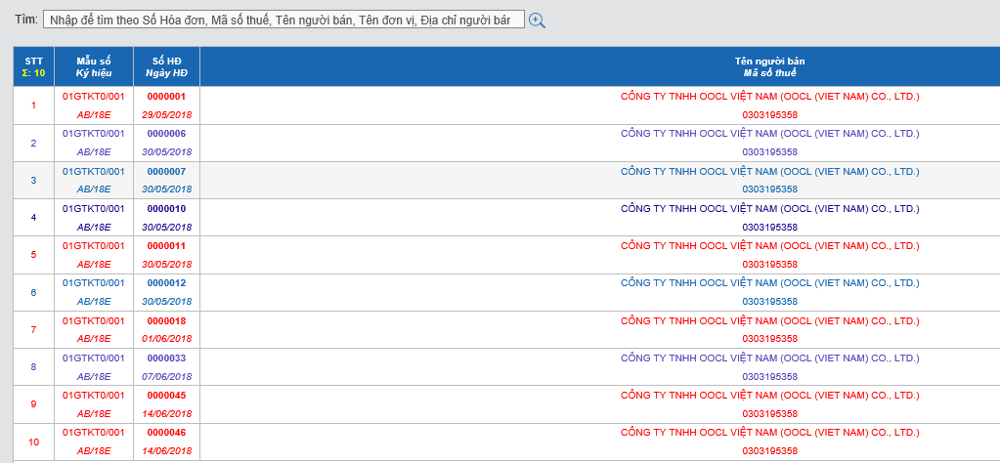 Tìm: Nhập để tìm theo Số Hóa đơn, Mã số thuế, Tên người bán, Tên đơn vị, Địa chỉ người bár
STT Mẫu số Số HĐ Tên người bán
Σ: 10 Ký hiệu Ngày HĐ Mã số thuế
1 01GTKT0/001 0000001 CÔNG TY TNHH OOCL VIỆT NAM (OOCL (VIET NAM) CO., LTD.)
AB/18E 29/05/2018 0303195358
2 01GTKT0/001 0000006 CÔNG TY TNHH OOCL VIỆT NAM (OOCL (VIET NAM) CO., LTD.)
AB/18E 30/05/2018 0303195358
3 01GTKT0/001 0000007 CÔNG TY TNHH OOCL VIỆT NAM (OOCL (VIET NAM) CO., LTD.)
AB/18E 30/05/2018 0303195358
4 01GTKT0/001 0000010 CÔNG TY TNHH OOCL VIỆT NAM (OOCL (VIET NAM) CO., LTD.)
AB/18E 30/05/2018 0303195358
5 01GTKT0/001 0000011 CÔNG TY TNHH OOCL VIỆT NAM (OOCL (VIET NAM) CO., LTD.)
AB/18E 30/05/2018 0303195358
6 01GTKT0/001 0000012 CÔNG TY TNHH OOCL VIỆT NAM (OOCL (VIET NAM) CO., LTD.)
AB/18E 30/05/2018 0303195358
7 01GTKT0/001 0000018 CÔNG TY TNHH OOCL VIỆT NAM (OOCL (VIET NAM) CO., LTD.)
AB/18E 01/06/2018 0303195358
8 01GTKT0/001 0000033 CÔNG TY TNHH OOCL VIỆT NAM (OOCL (VIET NAM) CO., LTD.)
AB/18E 07/06/2018 0303195358
9 01GTKT0/001 0000045 CÔNG TY TNHH OOCL VIỆT NAM (OOCL (VIET NAM) CO., LTD.)
AB/18E 14/06/2018 0303195358
10 01GTKT0/001 0000046 CÔNG TY TNHH OOCL VIỆT NAM (OOCL (VIET NAM) CO., LTD.)
AB/18E 14/06/2018 0303195358